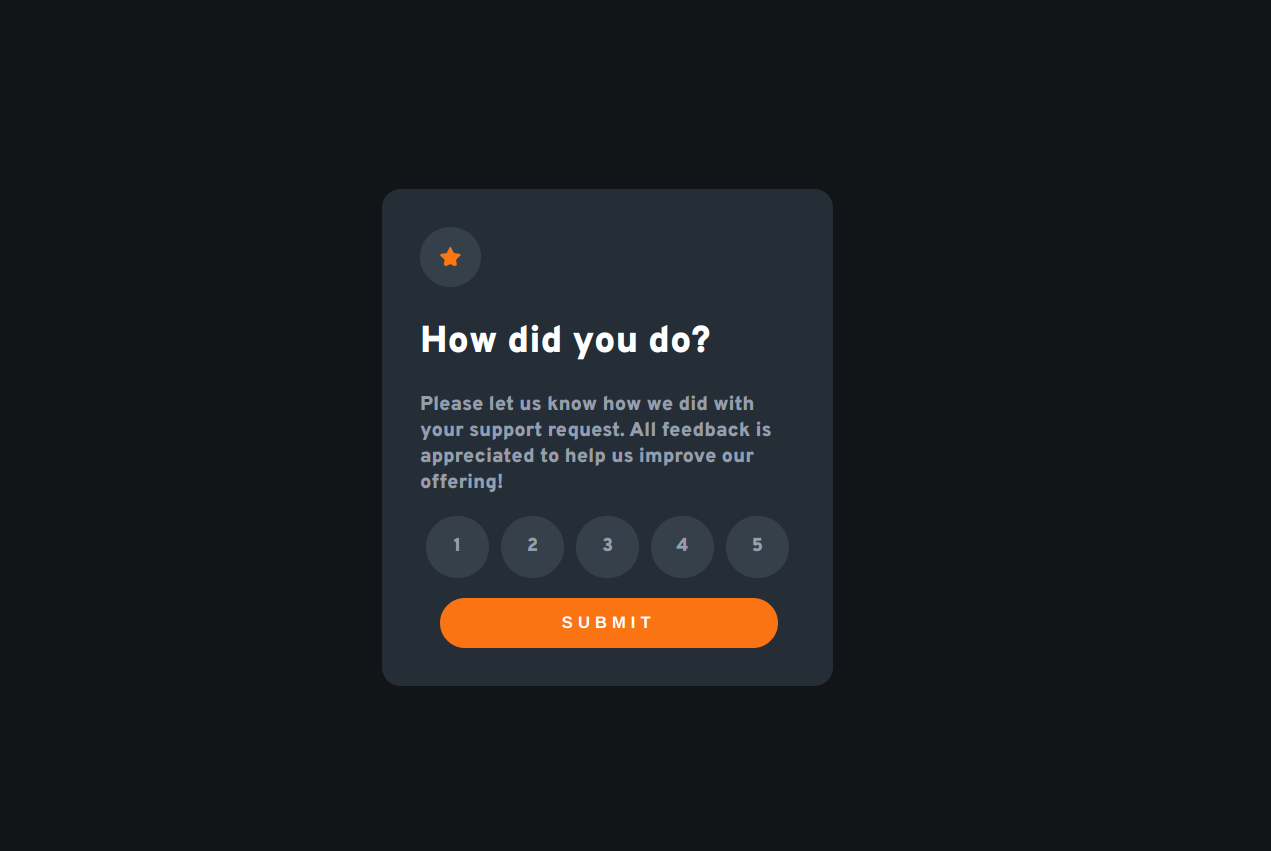 How did you do?
Please let us know how we did with
your support request. All feedback is
appreciated to help us improve our
offering!
1 2 3 4 5
SUBMIT